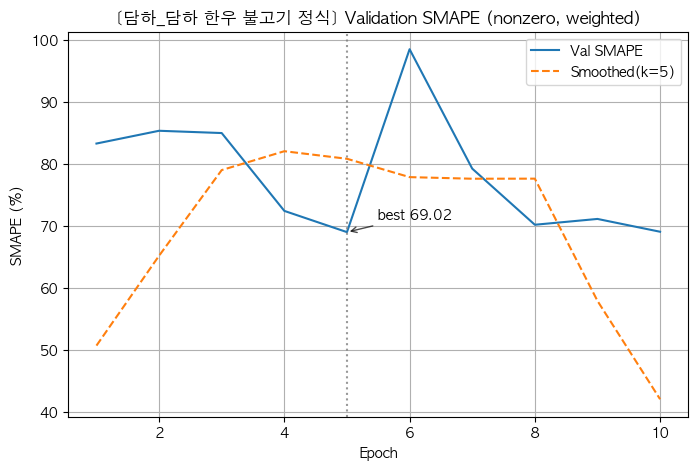 [담하_담하 한우 불고기 정식] Validation SMAPE (nonzero, weighted)
Val SMAPE
Smoothed(k=5)
best 69.02
SMAPE (%)
100
90
80
70
60
50
40
2 4 6 8 10
Epoch